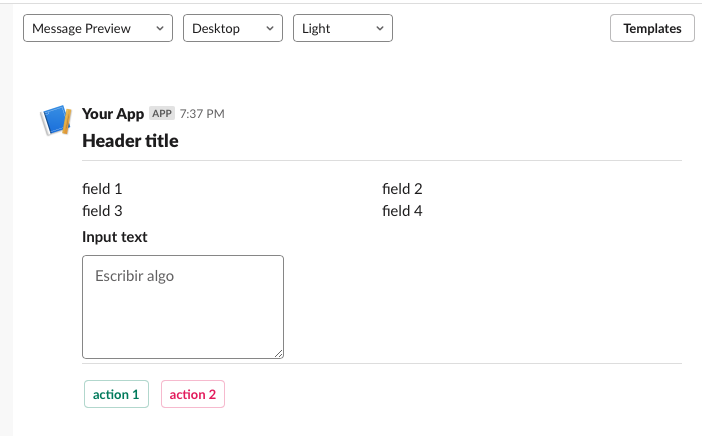 Message Preview Desktop Light Templates
Your App APP 7:37 PM
Header title
field 1 field 2
field 3 field 4
Input text
Escribir algo
action 1 action 2